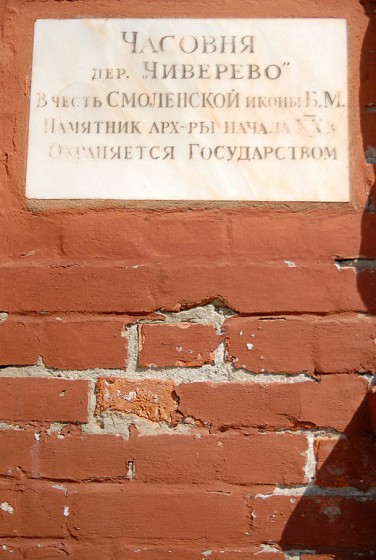 Часовня
дер. "Чиверево"
В честь Смоленской иконы Б.М.
Памятник арх-ры начала XX в.
Охраняется Государством